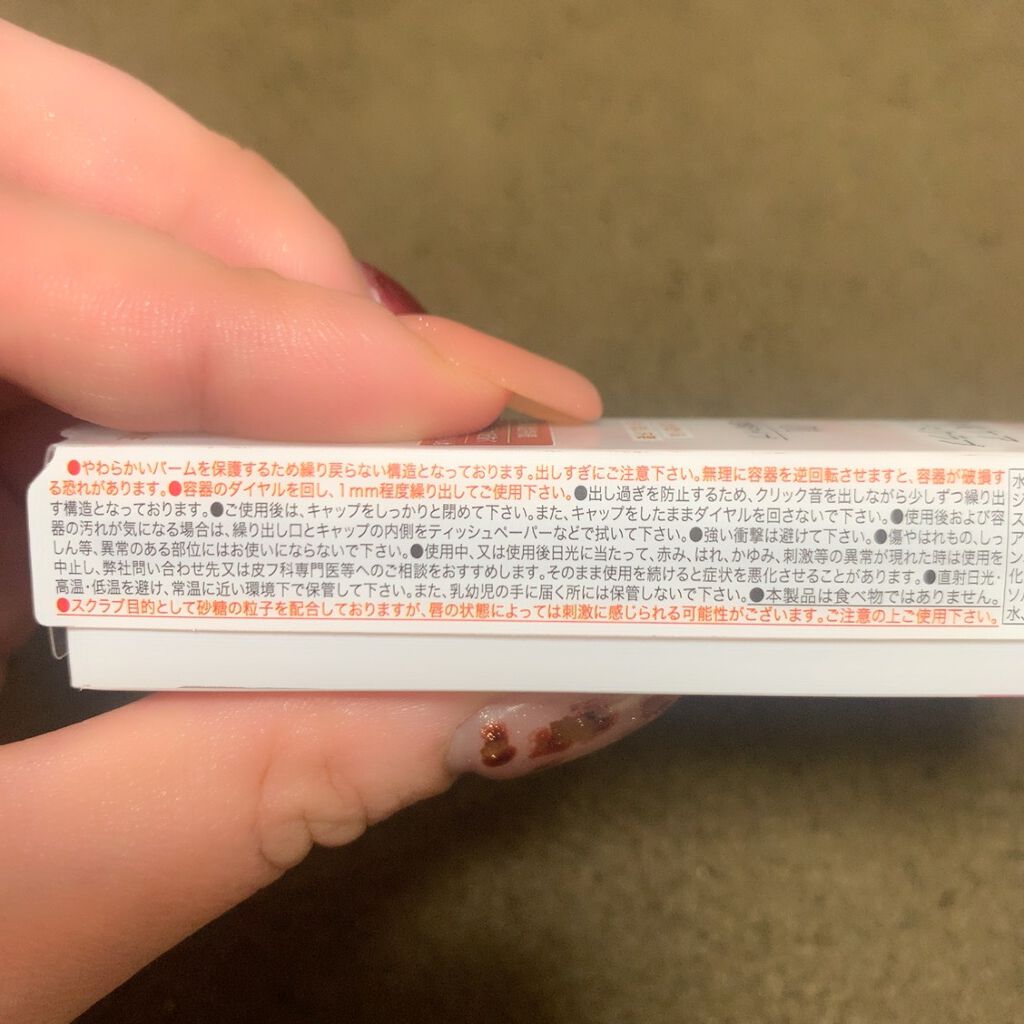 ●やわらかいバームを保護するため繰り戻らない構造となっております。出しすぎにご注意下さい。無理に容器を逆回転させますと、容器が破損す
る恐れがあります。●容器のダイヤルを回し、1mm程度繰り出してご使用下さい。●出し過ぎを防止するため、クリック音を出しながら少しずつ繰り出
す構造となっております。●ご使用後は、キャップをしっかりと閉めて下さい。また、キャップをしたままダイヤルを回さないで下さい。●使用後および容
器の汚れが気になる場合は、繰り出し口とキャップの内側をティッシュペーパーなどで拭いて下さい。●強い衝撃は避けて下さい。●傷やはれもの、しっ
しん等、異常のある部位にはお使いにならないで下さい。●使用中、又は使用後日光に当たって、赤み、はれ、かゆみ、刺激等の異常が現れた時は使用を
中止し、弊社問い合わせ先又は皮フ科専門医等へのご相談をおすすめします。そのまま使用を続けると症状を悪化させることがあります。●直射日光・
高温・低温を避け、常温に近い環境下で保管して下さい。また、乳幼児の手に届く所には保管しないで下さい。●本製品は食べ物ではありません。
●スクラブ目的として砂糖の粒子を配合しておりますが、唇の状態によっては刺激に感じられる可能性がございます。ご注意の上ご使用下さい。
水
ジ
ス
ア
ン
化
ソル
水、